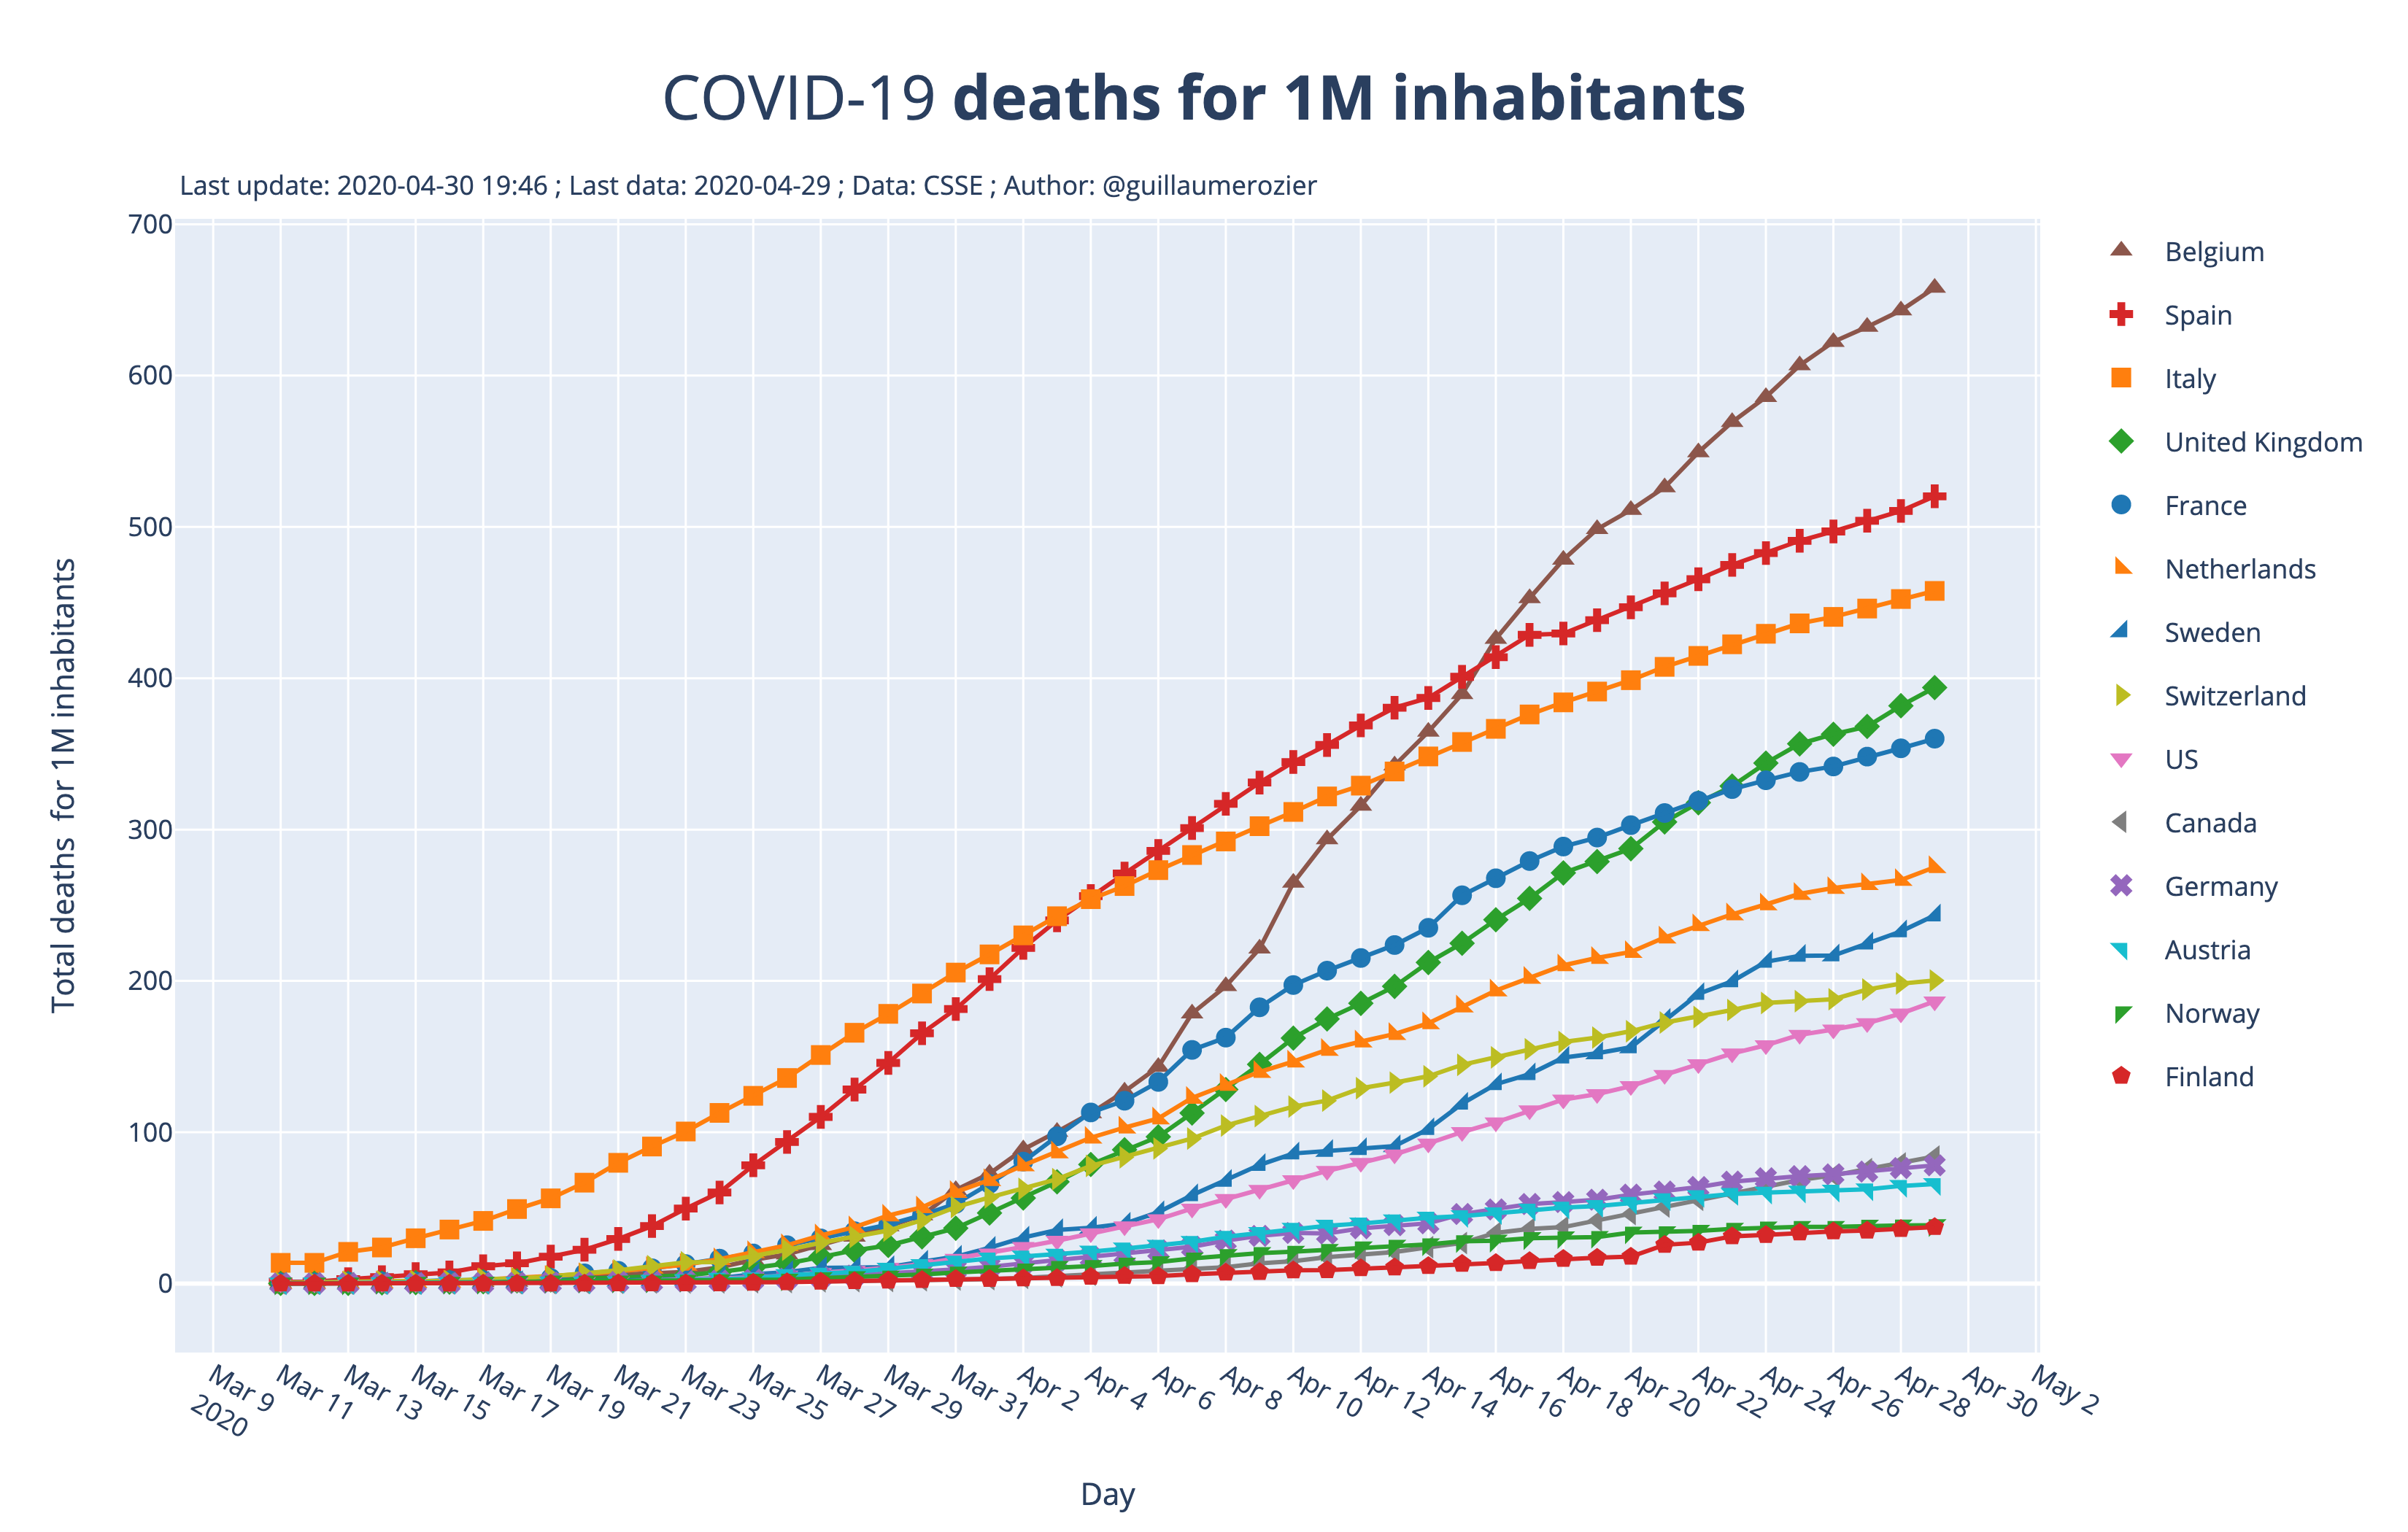 COVID-19 deaths for 1M inhabitants
Last update: 2020-04-30 19:46 ; Last data: 2020-04-29 ; Data: CSSE ; Author: @guillaumerozier
Total deaths for 1M inhabitants
700
600
500
400
300
200
100
0
Mar 9
2020
Mar 11
Mar 13
Mar 15
Mar 17
Mar 19
Mar 21
Mar 23
Mar 25
Mar 27
Mar 29
Mar 31
Apr 2
Apr 4
Apr 6
Apr 8
Apr 10
Apr 12
Apr 14
Apr 16
Apr 18
Apr 20
Apr 22
Apr 24
Apr 26
Apr 28
Apr 30
May 2
Day
Belgium
Spain
Italy
United Kingdom
France
Netherlands
Sweden
Switzerland
US
Canada
Germany
Austria
Norway
Finland